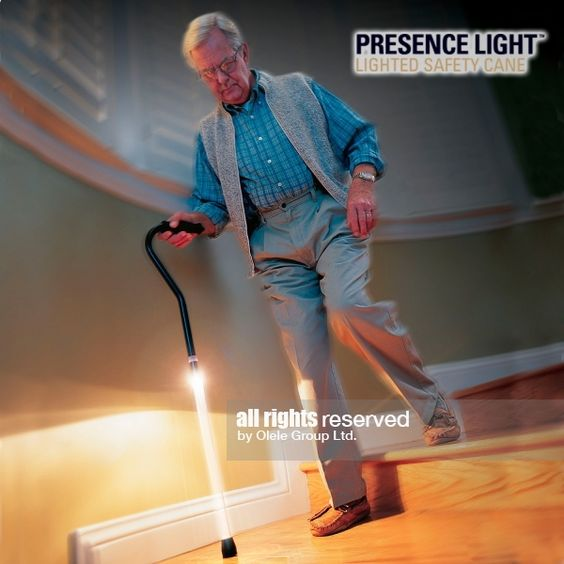 PRESENCE LIGHT™
LIGHTED SAFETY CANE
all rights reserved
by Olele Group Ltd.